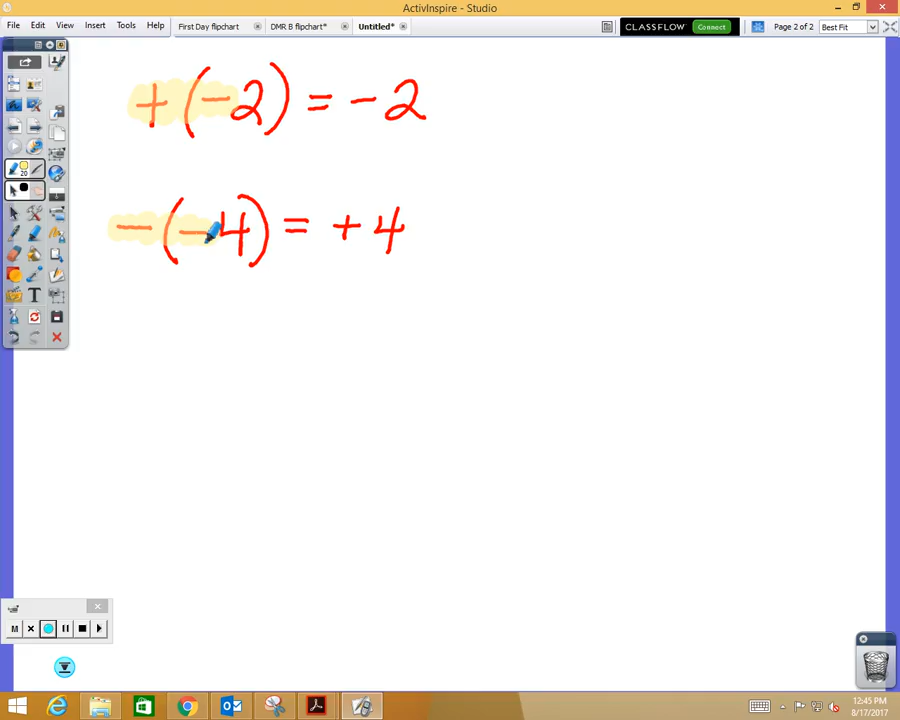 ActivInspire - Studio
File Edit View Insert Tools Help First Day flipchart DMR B flipchart* Untitled* CLASSFLOW Connect Page 2 of 2 Best Fit
+(-2) = -2
-(-4) = +4
20
T
M
12:45 PM
8/17/2017